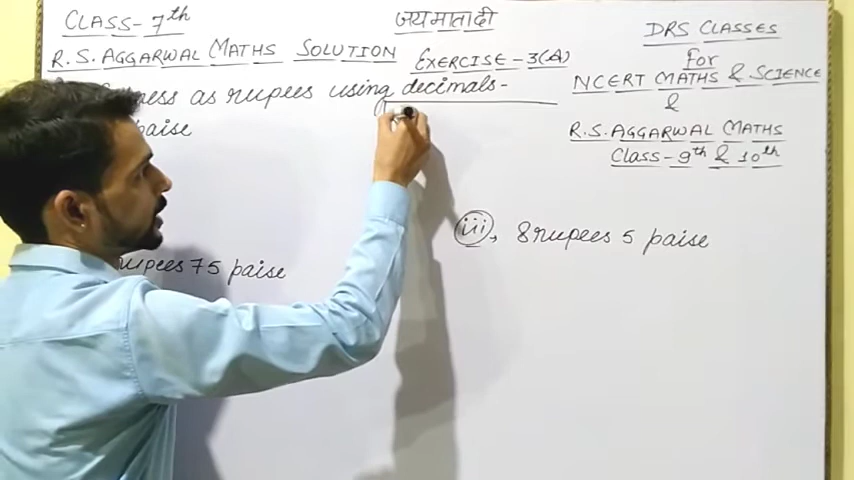 CLASS- 7th
जय माता दी
R.S. AGGARWAL MATHS SOLUTION EXERCISE - 3(A)
as rupees using decimals-
paise
rupees 75 paise
iii, 8 rupees 5 paise
DRS CLASSES
For
NCERT MATHS & SCIENCE
&
R.S. AGGARWAL MATHS
Class- 9th & 10th